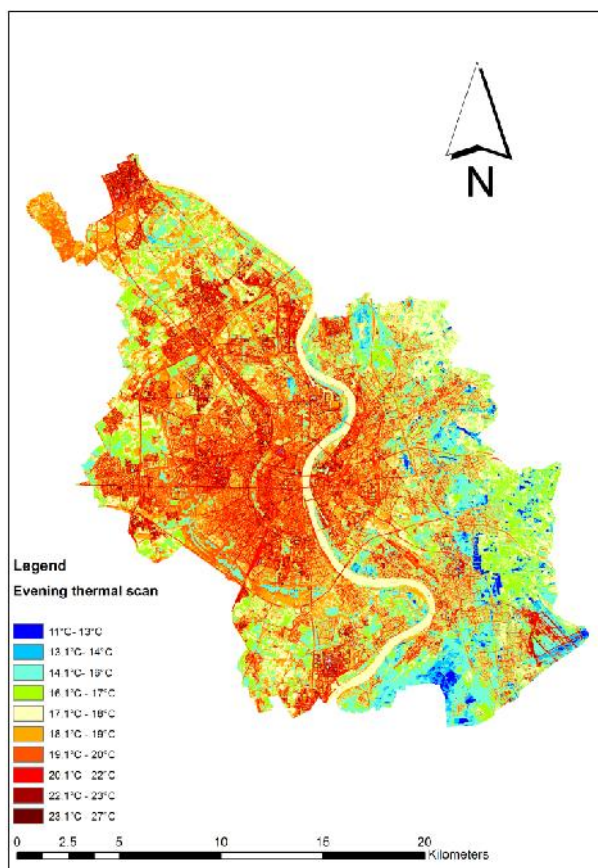 N
Legend
Evening thermal scan
11°C - 13°C
13.1°C - 14°C
14.1°C - 16°C
16.1°C - 17°C
17.1°C - 18°C
18.1°C - 19°C
19.1°C - 20°C
20.1°C - 22°C
22.1°C - 23°C
23.1°C - 27°C
0 2.5 5 10 15 20
Kilometers